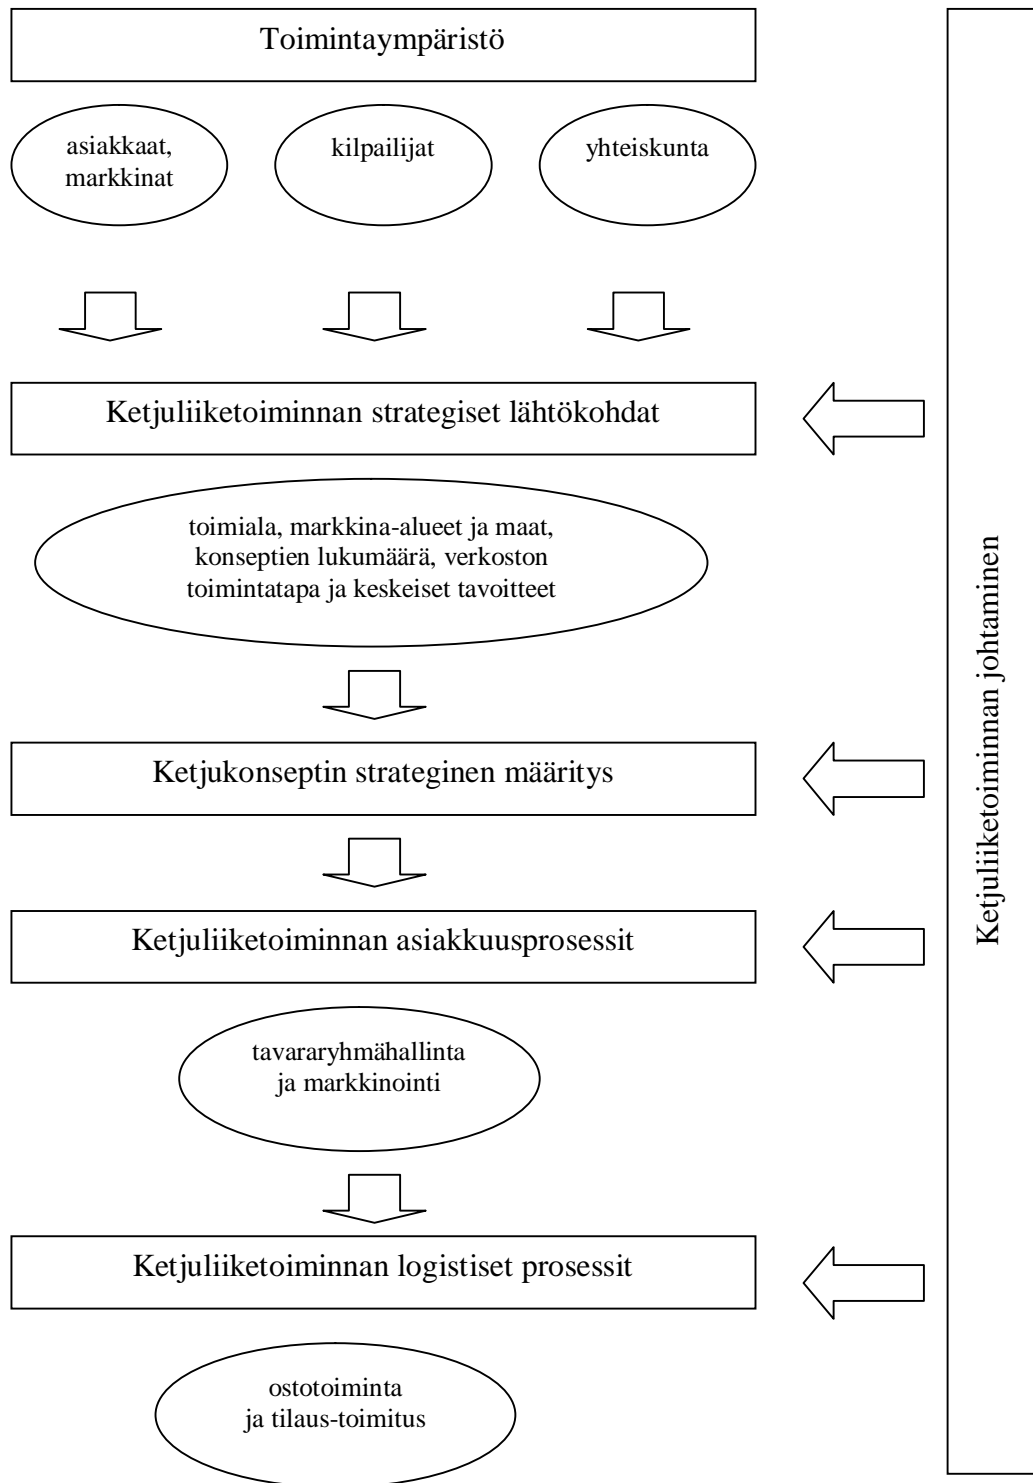 Toimintaympäristö
asiakkaat,
markkinat
kilpailijat
yhteiskunta
Ketjuliiketoiminnan strategiset lähtökohdat
toimiala, markkina-alueet ja maat,
konseptien lukumäärä, verkoston
toimintatapa ja keskeiset tavoitteet
Ketjukonseptin strateginen määritys
Ketjuliiketoiminnan asiakkuusprosessit
tavararyhmähallinta
ja markkinointi
Ketjuliiketoiminnan logistiset prosessit
ostotoiminta
ja tilaus-toimitus
Ketjuliiketoiminnan johtaminen